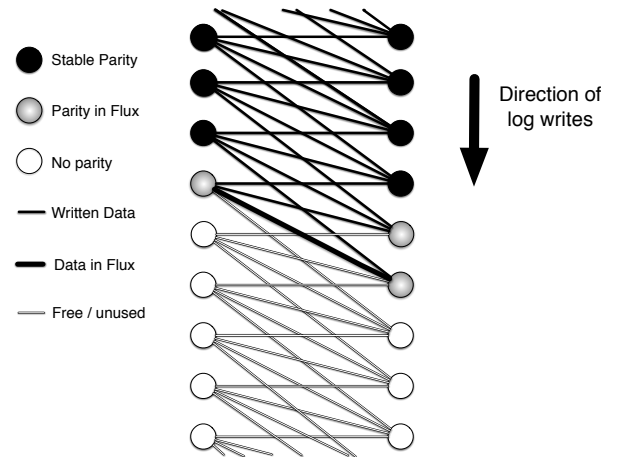 Stable Parity
Parity in Flux
No parity
Written Data
Data in Flux
Free / unused
Direction of
log writes